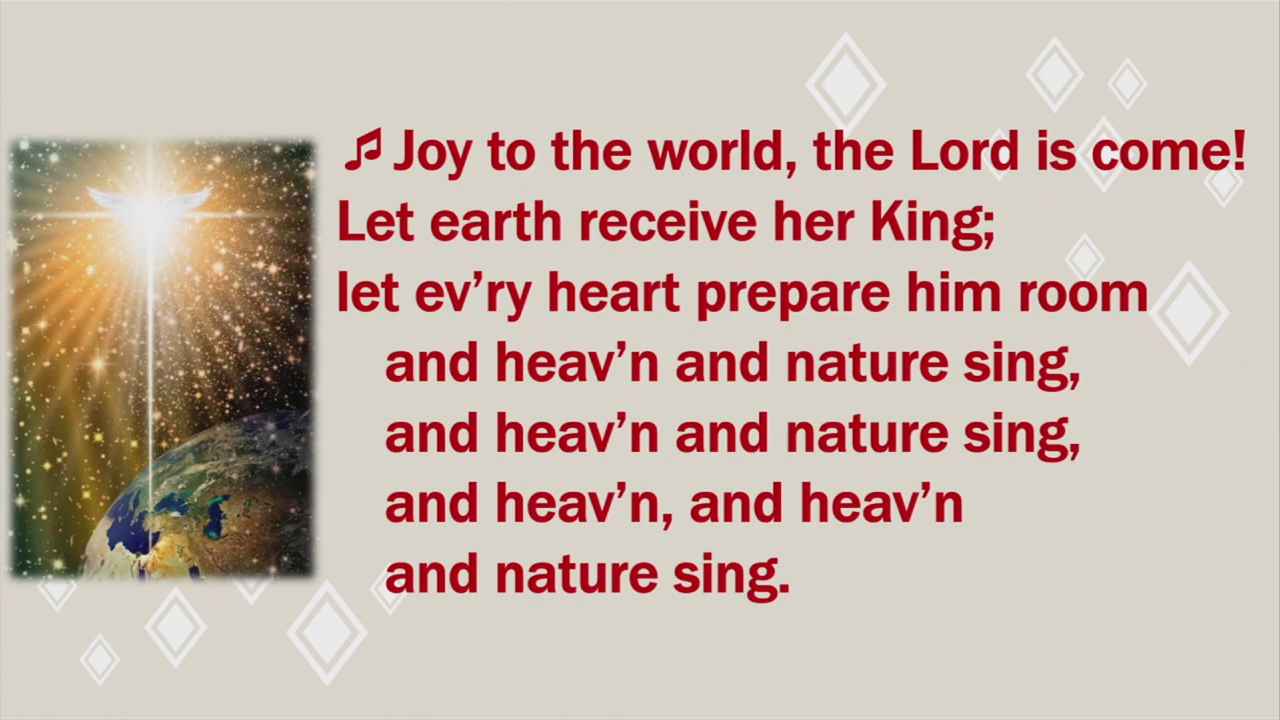 ♫ Joy to the world, the Lord is come!
Let earth receive her King;
let ev’ry heart prepare him room
and heav’n and nature sing,
and heav’n and nature sing,
and heav’n, and heav’n
and nature sing.